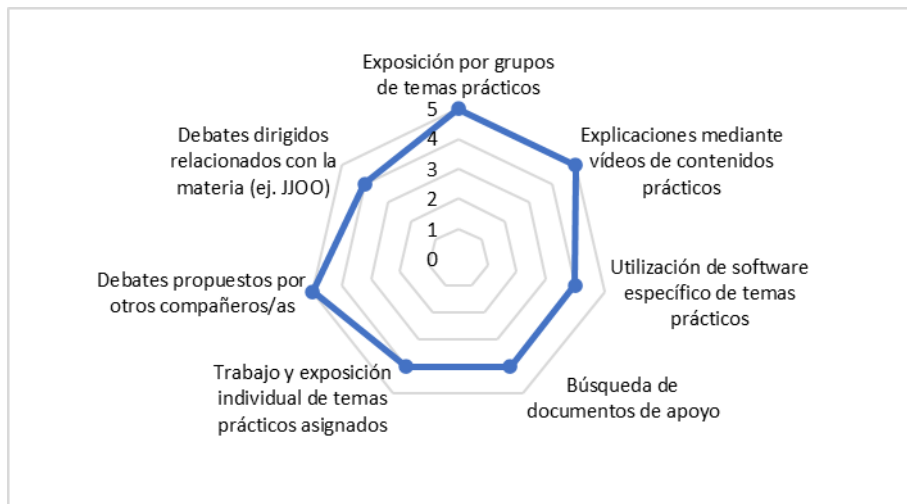 Exposición por grupos
de temas prácticos
Explicaciones mediante
vídeos de contenidos
prácticos
Utilización de software
específico de temas
prácticos
Búsqueda de
documentos de apoyo
Trabajo y exposición
individual de temas
prácticos asignados
Debates propuestos por
otros compañeros/as
Debates dirigidos
relacionados con la
materia (ej. JJOO)
5
4
3
2
1
0